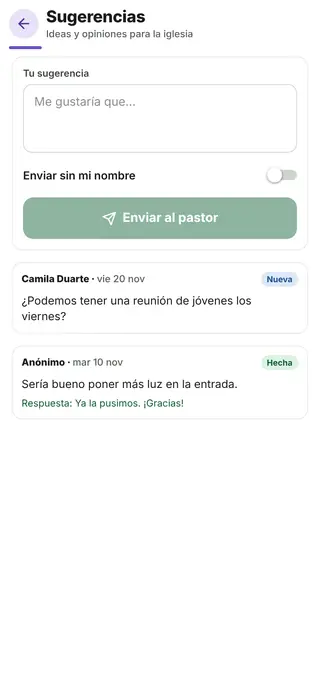 Sugerencias
Ideas y opiniones para la iglesia
Tu sugerencia
Me gustaría que...
Enviar sin mi nombre
Enviar al pastor
Camila Duarte · vie 20 nov
Nueva
¿Podemos tener una reunión de jóvenes los
viernes?
Anónimo · mar 10 nov
Hecha
Sería bueno poner más luz en la entrada.
Respuesta: Ya la pusimos. ¡Gracias!